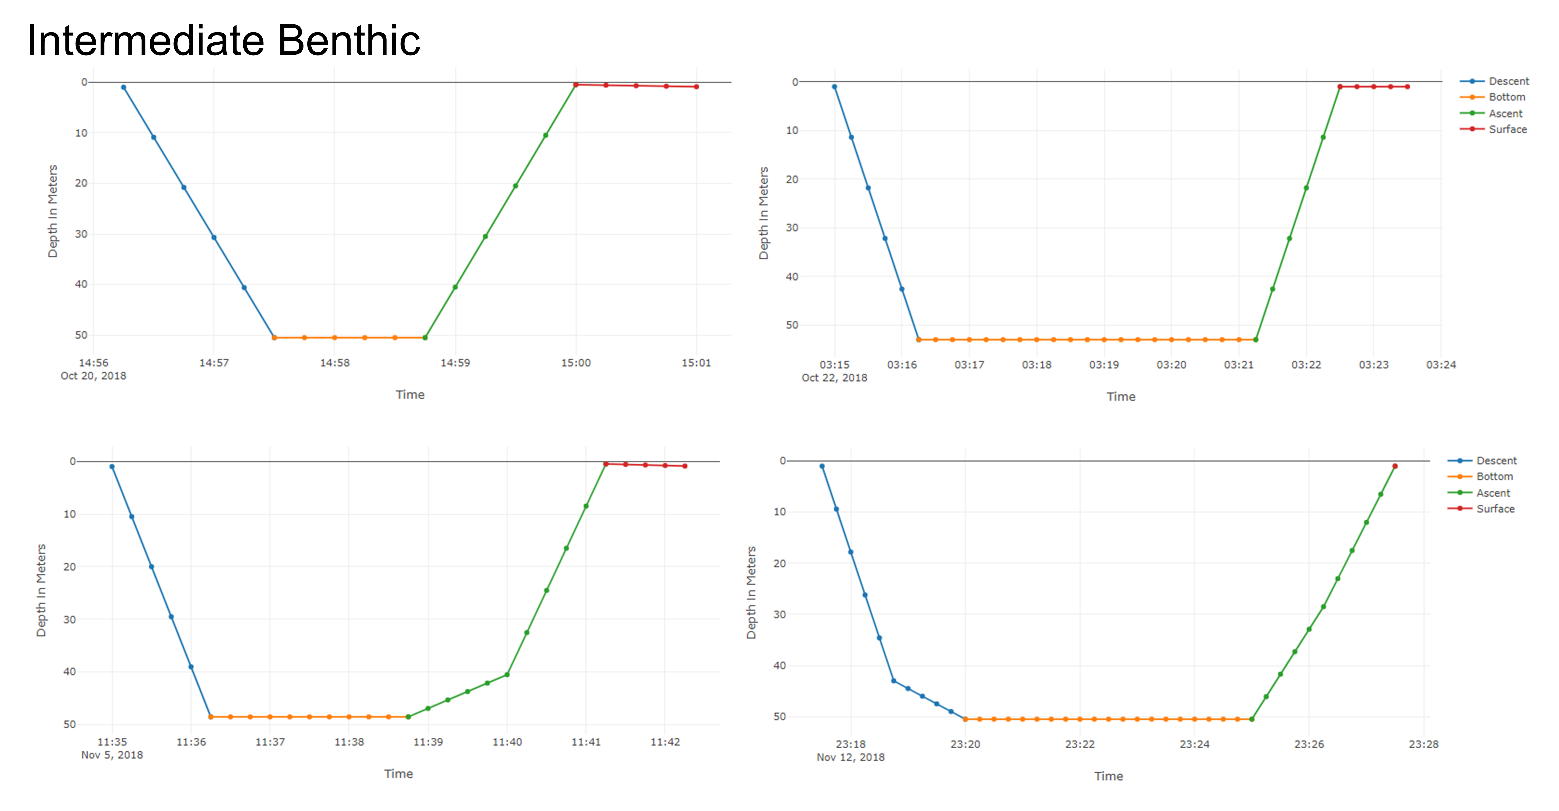 Intermediate Benthic
0
10
20
30
40
50
Depth In Meters
14:56 14:57 14:58 14:59 15:00 15:01
Oct 20, 2018
Time
0
10
20
30
40
50
Depth In Meters
03:15 03:16 03:17 03:18 03:19 03:20 03:21 03:22 03:23 03:24
Oct 22, 2018
Time
Descent
Bottom
Ascent
Surface
0
10
20
30
40
50
Depth In Meters
11:35 11:36 11:37 11:38 11:39 11:40 11:41 11:42
Nov 5, 2018
Time
0
10
20
30
40
50
Depth In Meters
23:18 23:20 23:22 23:24 23:26 23:28
Nov 12, 2018
Time
Descent
Bottom
Ascent
Surface